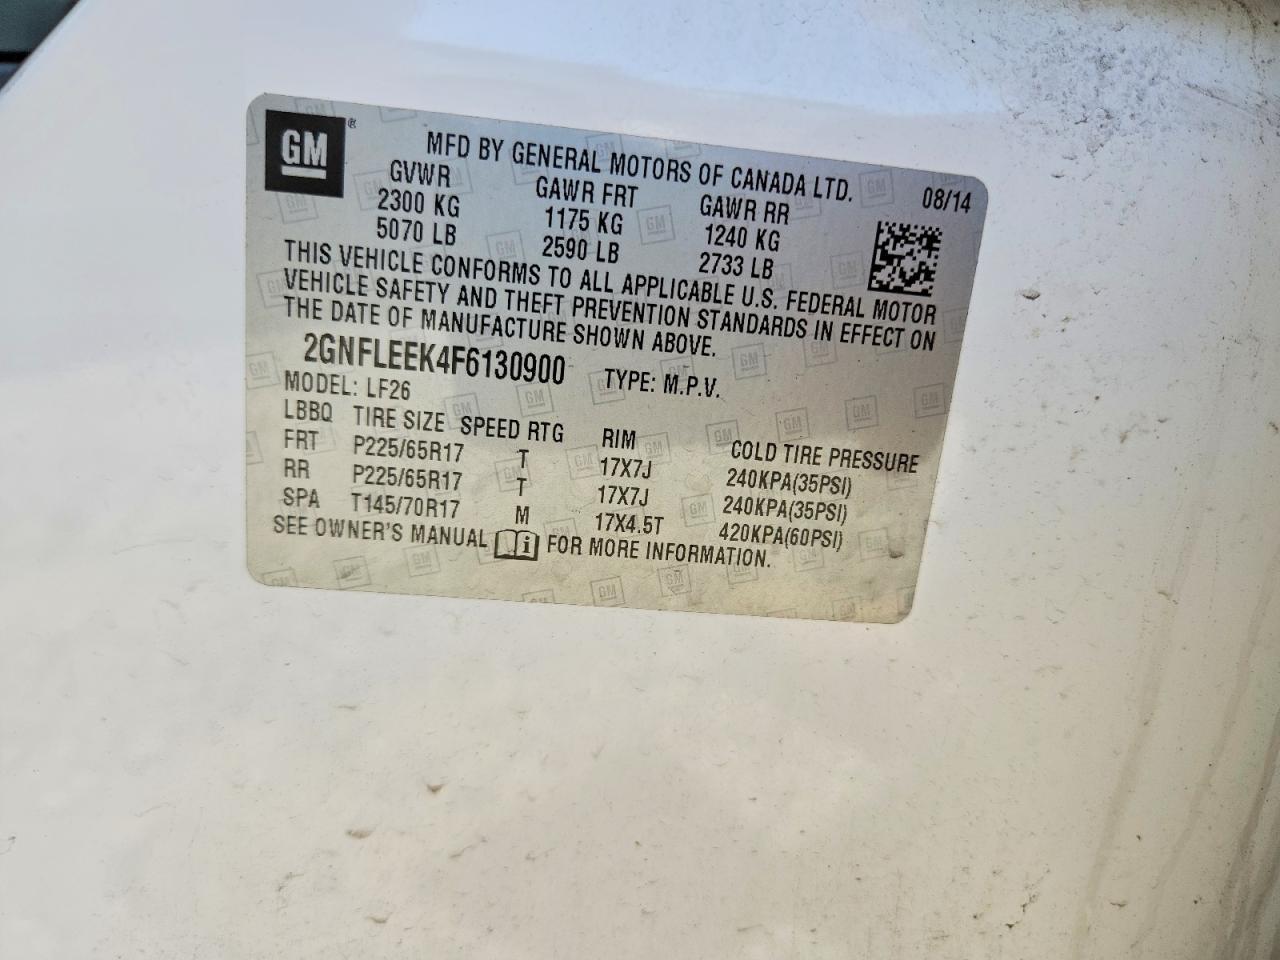 GM ®
MFD BY GENERAL MOTORS OF CANADA LTD.
08/14
GVWR GAWR FRT GAWR RR
2300 KG 1175 KG 1240 KG
5070 LB 2590 LB 2733 LB
THIS VEHICLE CONFORMS TO ALL APPLICABLE U.S. FEDERAL MOTOR
VEHICLE SAFETY AND THEFT PREVENTION STANDARDS IN EFFECT ON
THE DATE OF MANUFACTURE SHOWN ABOVE.
2GNFLEEK4F6130900 TYPE: M.P.V.
MODEL: LF26
LBBQ TIRE SIZE SPEED RTG RIM COLD TIRE PRESSURE
FRT P225/65R17 T 17X7J 240KPA(35PSI)
RR P225/65R17 T 17X7J 240KPA(35PSI)
SPA T145/70R17 M 17X4.5T 420KPA(60PSI)
SEE OWNER'S MANUAL i FOR MORE INFORMATION.